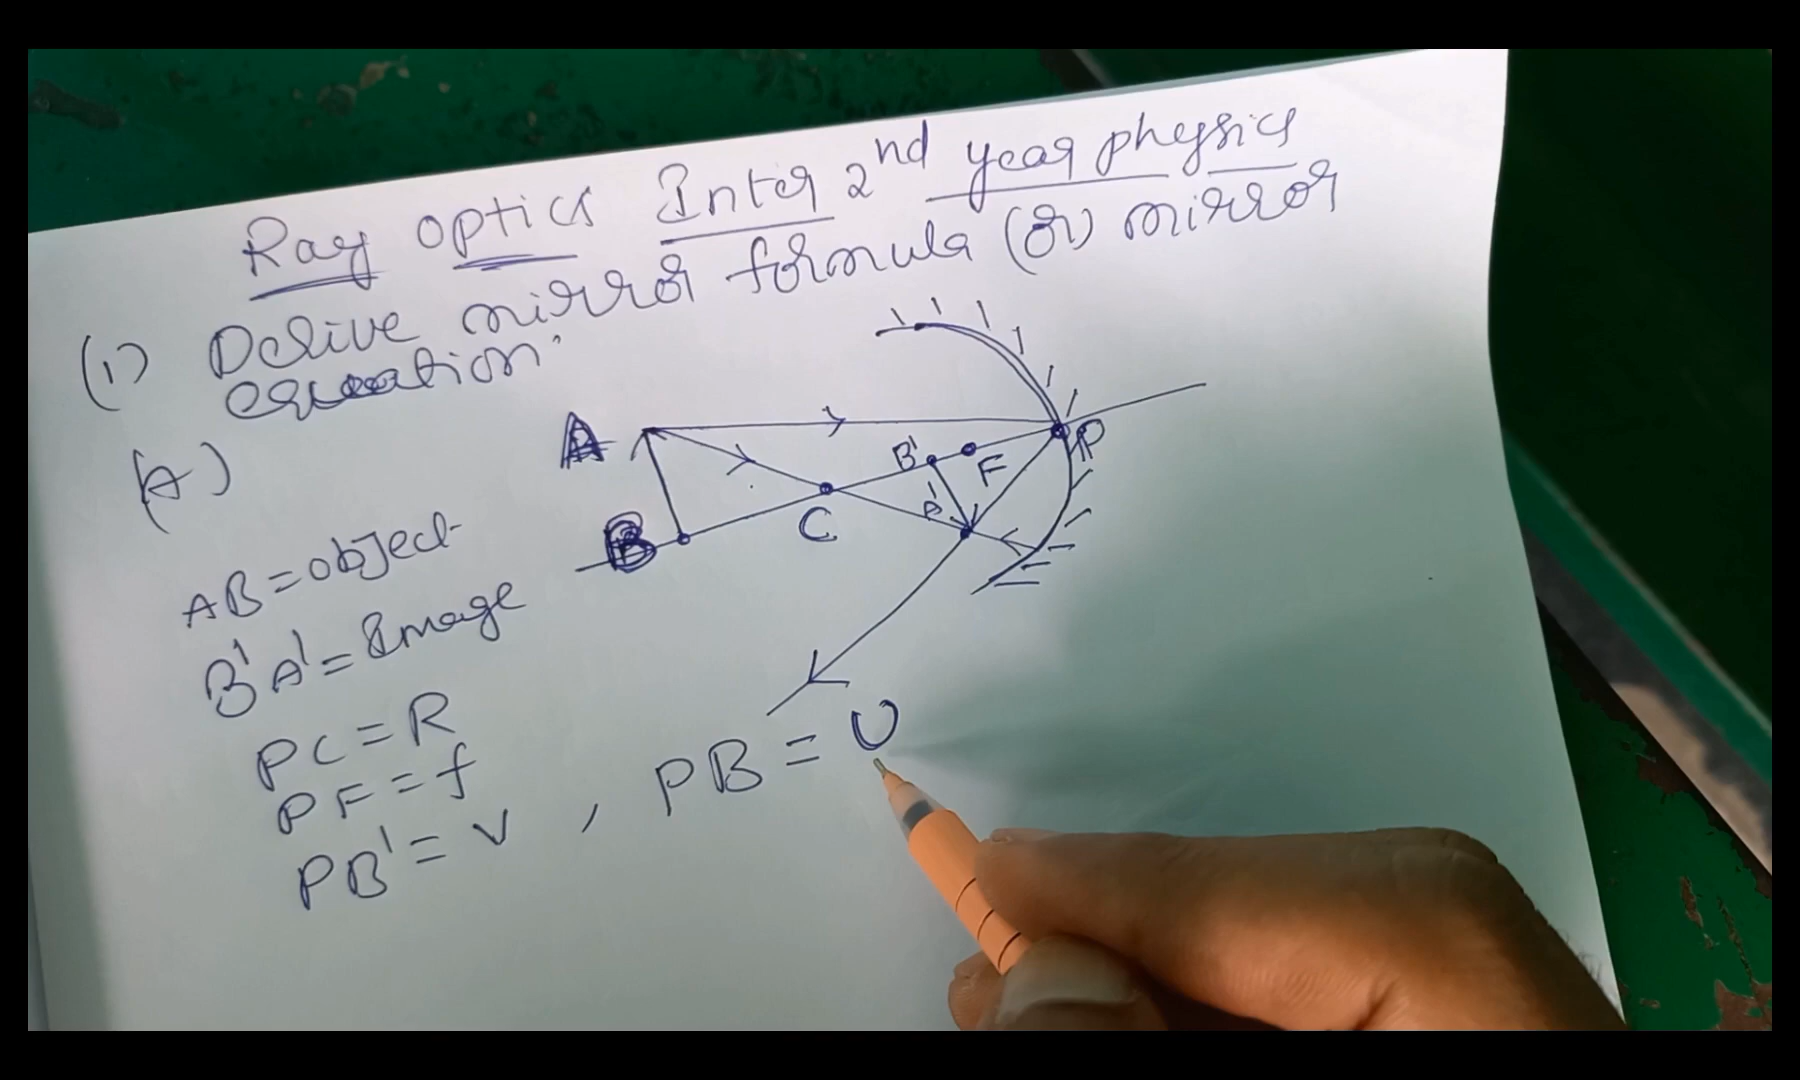 Ray optics Inter 2nd year physics
(1) Derive mirror formula (or) mirror
equation.
(A)
A
B
C
B'
A'
F
P
AB = object
B'A' = Image
PC = R
PF = f
PB' = v , PB = U